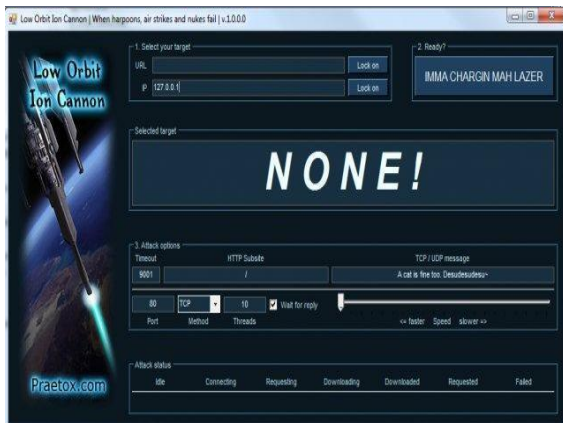 Low Orbit Ion Cannon | When harpoons, air strikes and nukes fail | v.1.0.0.0
Low Orbit
Ion Cannon
Praetox.com
1. Select your target
URL
Lock on
IP
127.0.0.1
Lock on
2. Ready?
IMMA CHARGIN MAH LAZER
Selected target
NONE!
3. Attack options
Timeout
HTTP Subsite
TCP / UDP message
9001
/
A cat is fine too. Desudesudesu~
80
TCP
10
Wait for reply
Port
Method
Threads
<= faster Speed slower =>
Attack status
Idle
Connecting
Requesting
Downloading
Downloaded
Requested
Failed